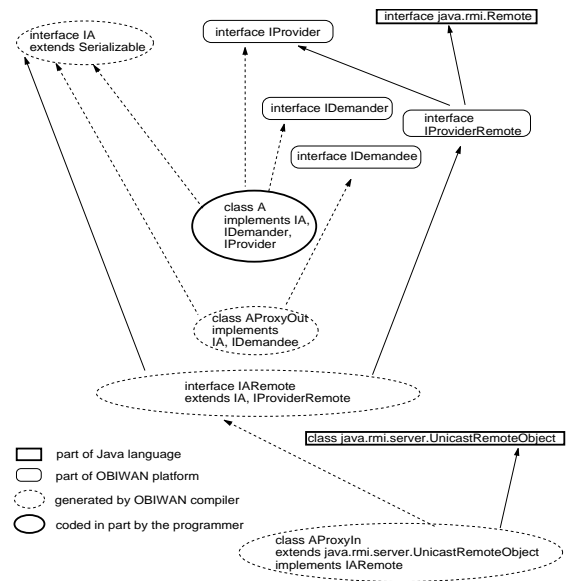 interface java.rmi.Remote
interface IA
extends Serializable
interface IProvider
interface IDemander
interface
IProviderRemote
interface IDemandee
class A
implements IA,
IDemander,
IProvider
class AProxyOut
implements
IA, IDemandee
interface IARemote
extends IA, IProviderRemote
class java.rmi.server.UnicastRemoteObject
part of Java language
part of OBIWAN platform
generated by OBIWAN compiler
coded in part by the programmer
class AProxyIn
extends java.rmi.server.UnicastRemoteObject
implements IARemote